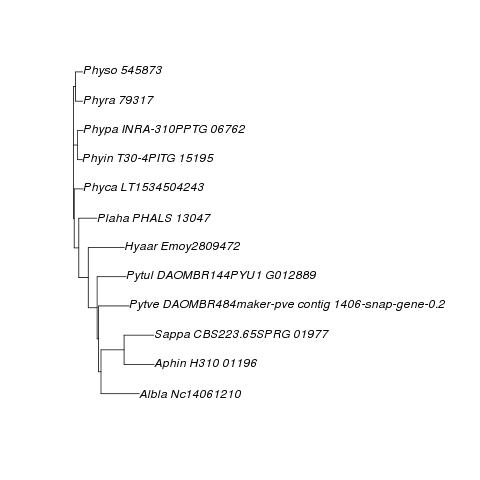 Physo 545873
Phyra 79317
Phypa INRA-310PPTG 06762
Phyin T30-4PITG 15195
Phyca LT1534504243
Plaha PHALS 13047
Hyaar Emoy2809472
Pytul DAOMBR144PYU1 G012889
Pytve DAOMBR484maker-pve contig 1406-snap-gene-0.2
Sappa CBS223.65SPRG 01977
Aphin H310 01196
Albla Nc14061210